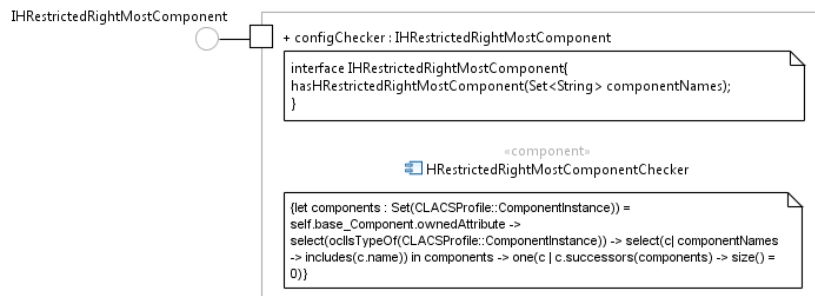 IHRestrictedRightMostComponent
+ configChecker : IHRestrictedRightMostComponent
interface IHRestrictedRightMostComponent{
hasHRestrictedRightMostComponent(Set<String> componentNames);
}
«component»
HRestrictedRightMostComponentChecker
{let components : Set(CLACSProfile::ComponentInstance)) =
self.base_Component.ownedAttribute ->
select(oclIsTypeOf(CLACSProfile::ComponentInstance)) -> select(c| componentNames
-> includes(c.name)) in components -> one(c | c.successors(components) -> size() =
0)}